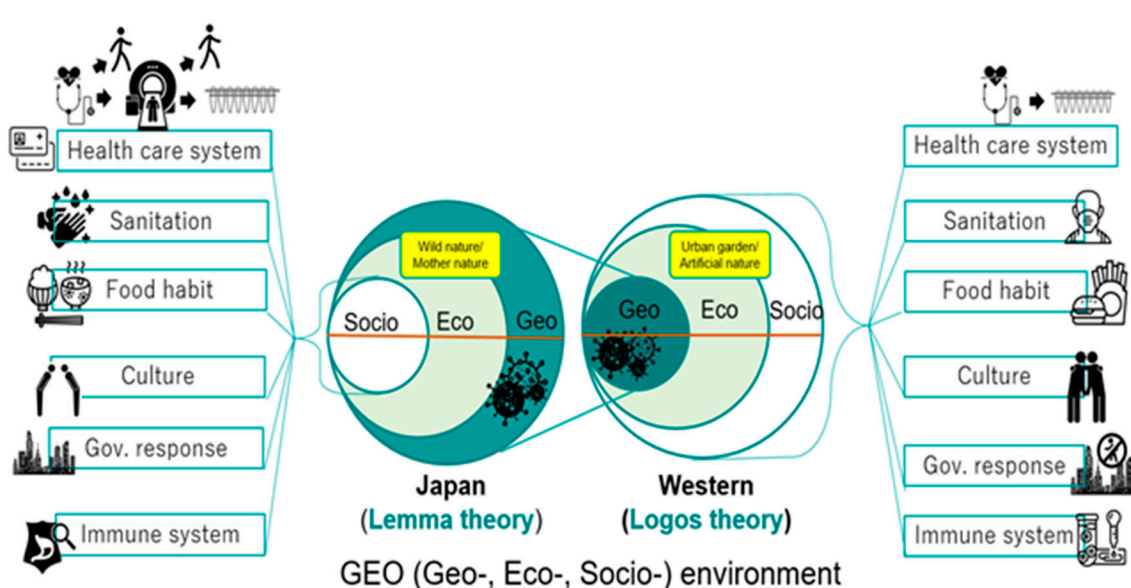 Health care system
Sanitation
Food habit
Culture
Gov. response
Immune system
Wild nature/
Mother nature
Socio
Eco
Geo
Japan
(Lemma theory)
Urban garden/
Artificial nature
Geo
Eco
Socio
Western
(Logos theory)
Health care system
Sanitation
Food habit
Culture
Gov. response
Immune system
GEO (Geo-, Eco-, Socio-) environment